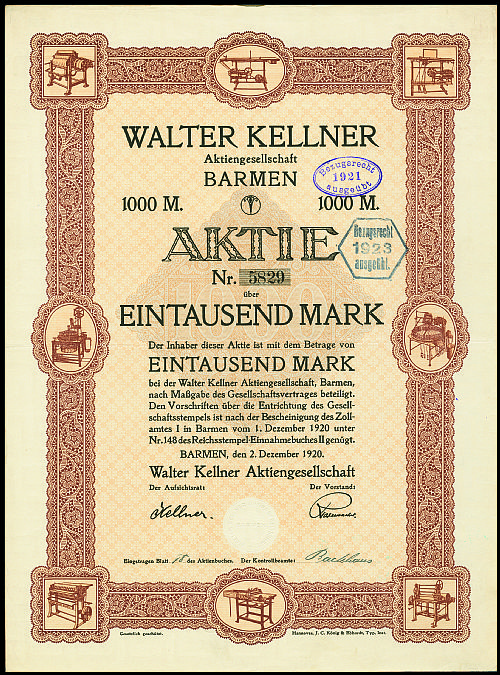 WALTER KELLNER
Aktiengesellschaft
BARMEN
Bezugsrecht
1921
ausgeübt
1000 M. 1000 M.
AKTIE
Bezugsrecht
1923
ausgeübt.
Nr. 5829
über
EINTAUSEND MARK
Der Inhaber dieser Aktie ist mit dem Betrage von
EINTAUSEND MARK
bei der Walter Kellner Aktiengesellschaft, Barmen,
nach Maßgabe des Gesellschaftsvertrages beteiligt.
Den Vorschriften über die Entrichtung des Gesell-
schaftsstempels ist nach der Bescheinigung des Zoll-
amtes I in Barmen vom 1. Dezember 1920 unter
Nr. 148 des Reichsstempel-Einnahmebuches II genügt.
BARMEN, den 2. Dezember 1920.
Walter Kellner Aktiengesellschaft
Der Aufsichtsrat: Der Vorstand:
Kellner.
Eingetragen Blatt 18 des Aktienbuches. Der Kontrollbeamte: Backhaus
Gesetzlich geschützt. Hannover, J. C. König & Ebhardt, Typ. Inst.